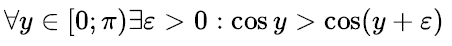 ∀y ∈ [0; π)∃ε > 0 : cos y > cos(y + ε)